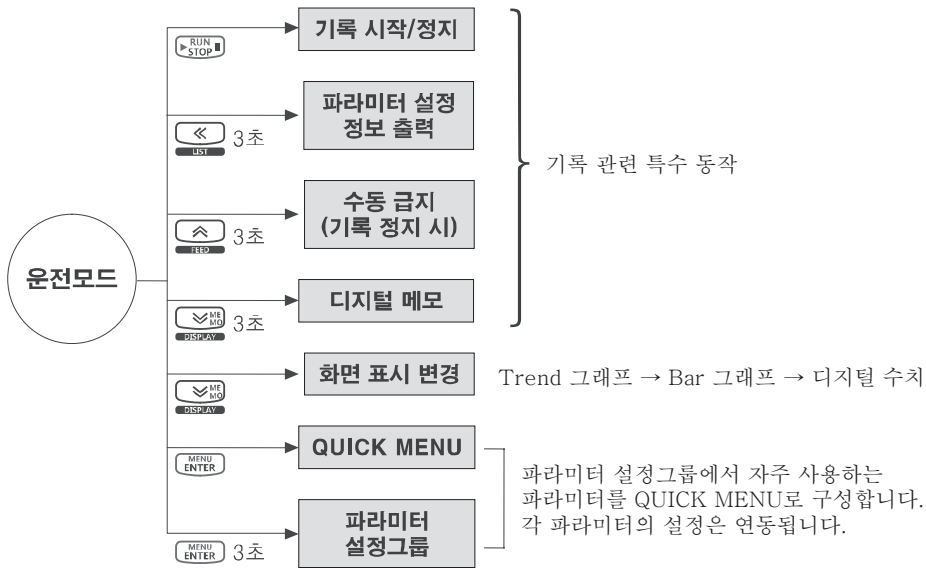 운전모드
▶RUN
STOP■
기록 시작/정지
≪
LIST
3초
파라미터 설정
정보 출력
FEED
3초
수동 급지
(기록 정지 시)
MEMO
DISPLAY
3초
디지털 메모
기록 관련 특수 동작
MEMO
DISPLAY
화면 표시 변경
Trend 그래프 → Bar 그래프 → 디지털 수치
MENU
ENTER
QUICK MENU
MENU
ENTER
3초
파라미터
설정그룹
파라미터 설정그룹에서 자주 사용하는
파라미터를 QUICK MENU로 구성합니다.
각 파라미터의 설정은 연동됩니다.